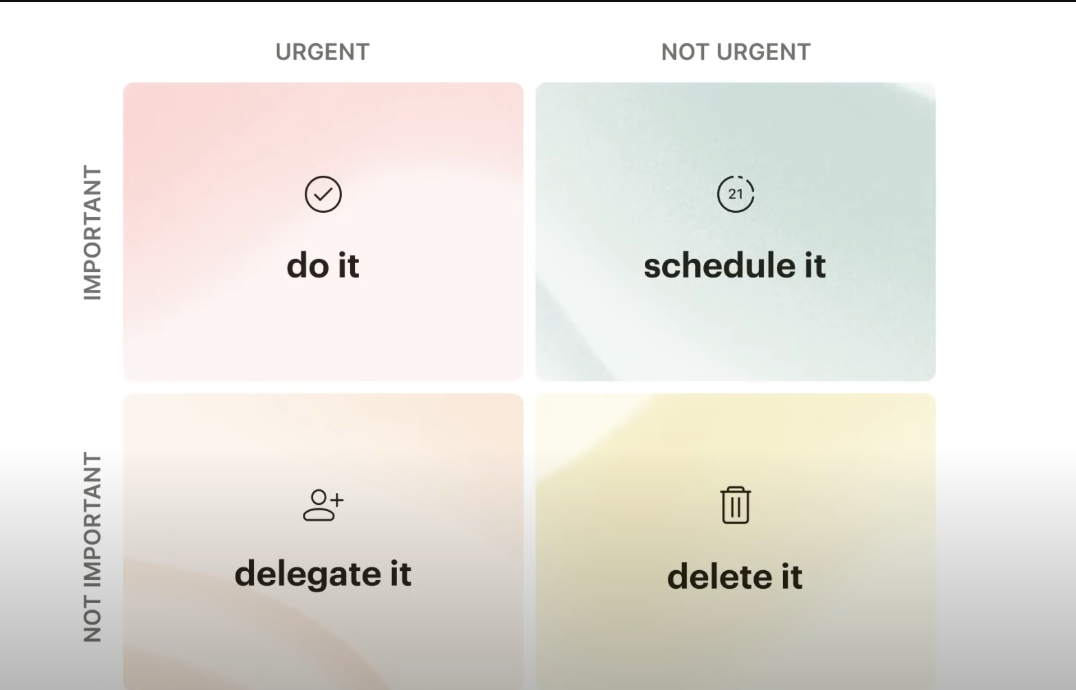 URGENT
NOT URGENT
IMPORTANT
do it
21
schedule it
NOT IMPORTANT
delegate it
delete it